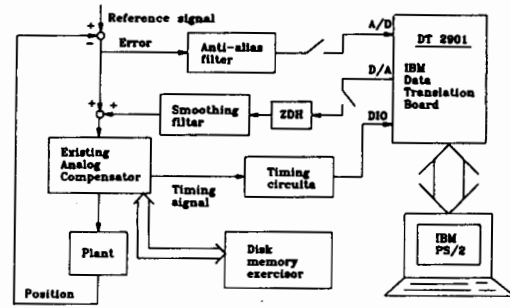 Reference signal
+
−
Error
Anti-alias
filter
A/D
DT 2901
IBM
Data
Translation
Board
D/A
DIO
+
+
Smoothing
filter
ZDH
Existing
Analog
Compensator
Timing
signal
Timing
circuits
Plant
Position
Disk
memory
exercisor
IBM
PS/2